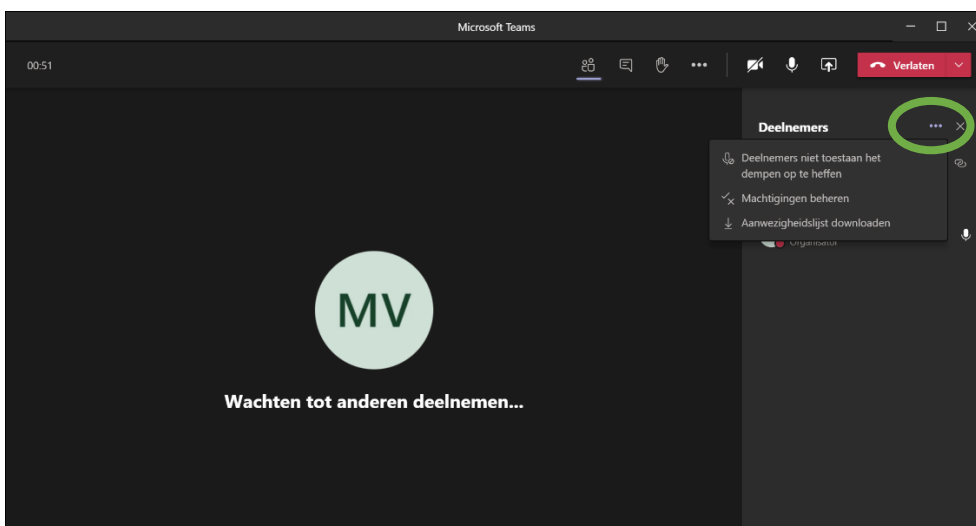 Microsoft Teams
00:51
Verlaten
Deelnemers
Deelnemers niet toestaan het
dempen op te heffen
Machtigingen beheren
Aanwezigheidslijst downloaden
Organisator
MV
Wachten tot anderen deelnemen...